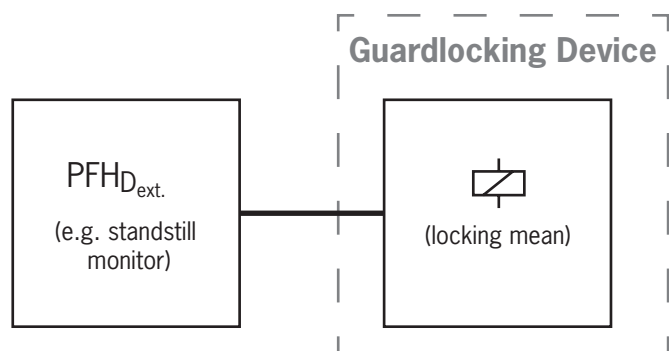 Guardlocking Device
PFHDext.
(e.g. standstill
monitor)
(locking mean)